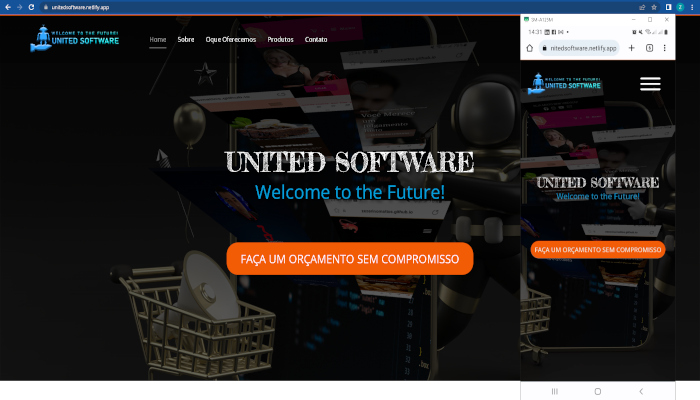 unitedsoftware.netlify.app
WELCOME TO THE FUTURE!
UNITED SOFTWARE
Home Sobre Oque Oferecemos Produtos Contato
UNITED SOFTWARE
Welcome to the Future!
FAÇA UM ORÇAMENTO SEM COMPROMISSO
14:31
nitedsoftware.netlify.app
WELCOME TO THE FUTURE!
UNITED SOFTWARE
UNITED SOFTWARE
Welcome to the Future!
FAÇA UM ORÇAMENTO SEM COMPROMISSO